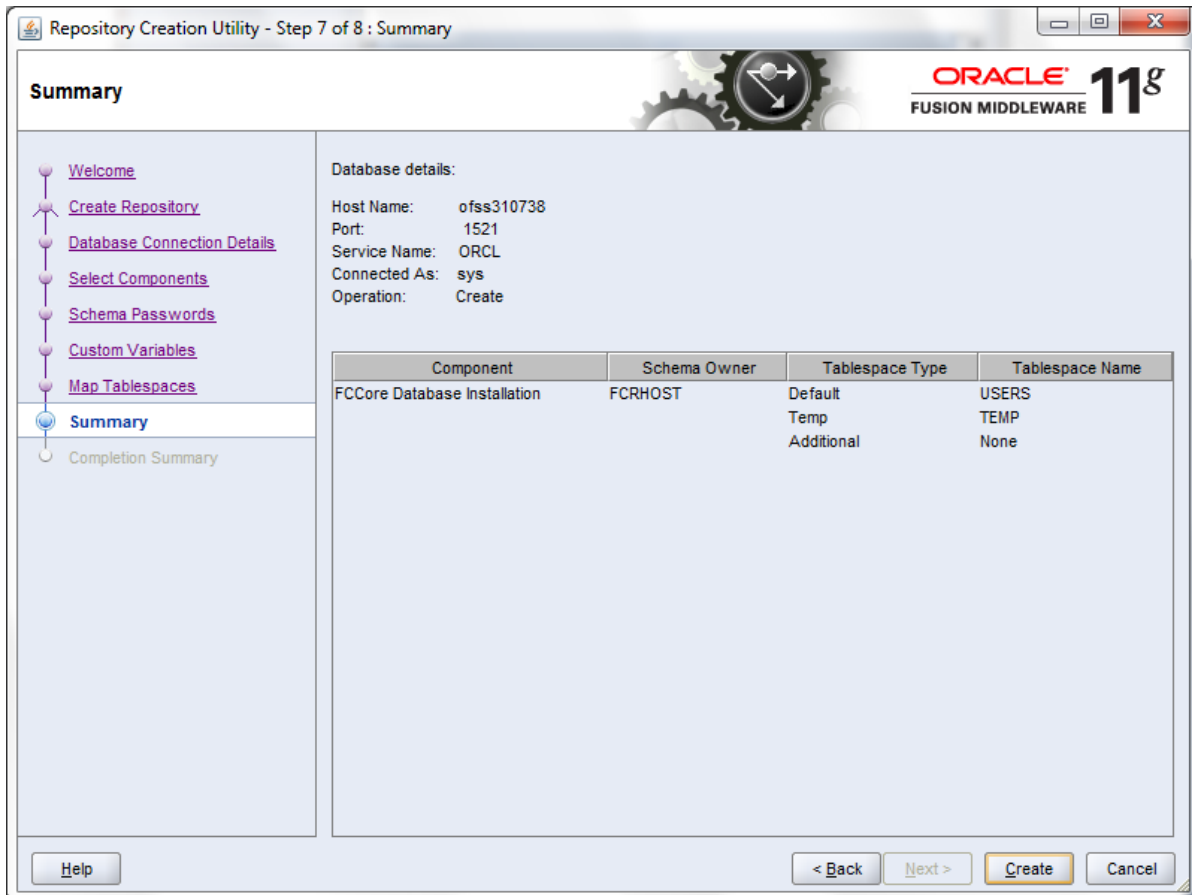 Repository Creation Utility - Step 7 of 8 : Summary
Summary
ORACLE
FUSION MIDDLEWARE
11g
Welcome
Create Repository
Database Connection Details
Select Components
Schema Passwords
Custom Variables
Map Tablespaces
Summary
Completion Summary
Database details:
Host Name: ofss310738
Port: 1521
Service Name: ORCL
Connected As: sys
Operation: Create
Component Schema Owner Tablespace Type Tablespace Name
FCCore Database Installation FCRHOST Default USERS
Temp TEMP
Additional None
Help < Back Next > Create Cancel